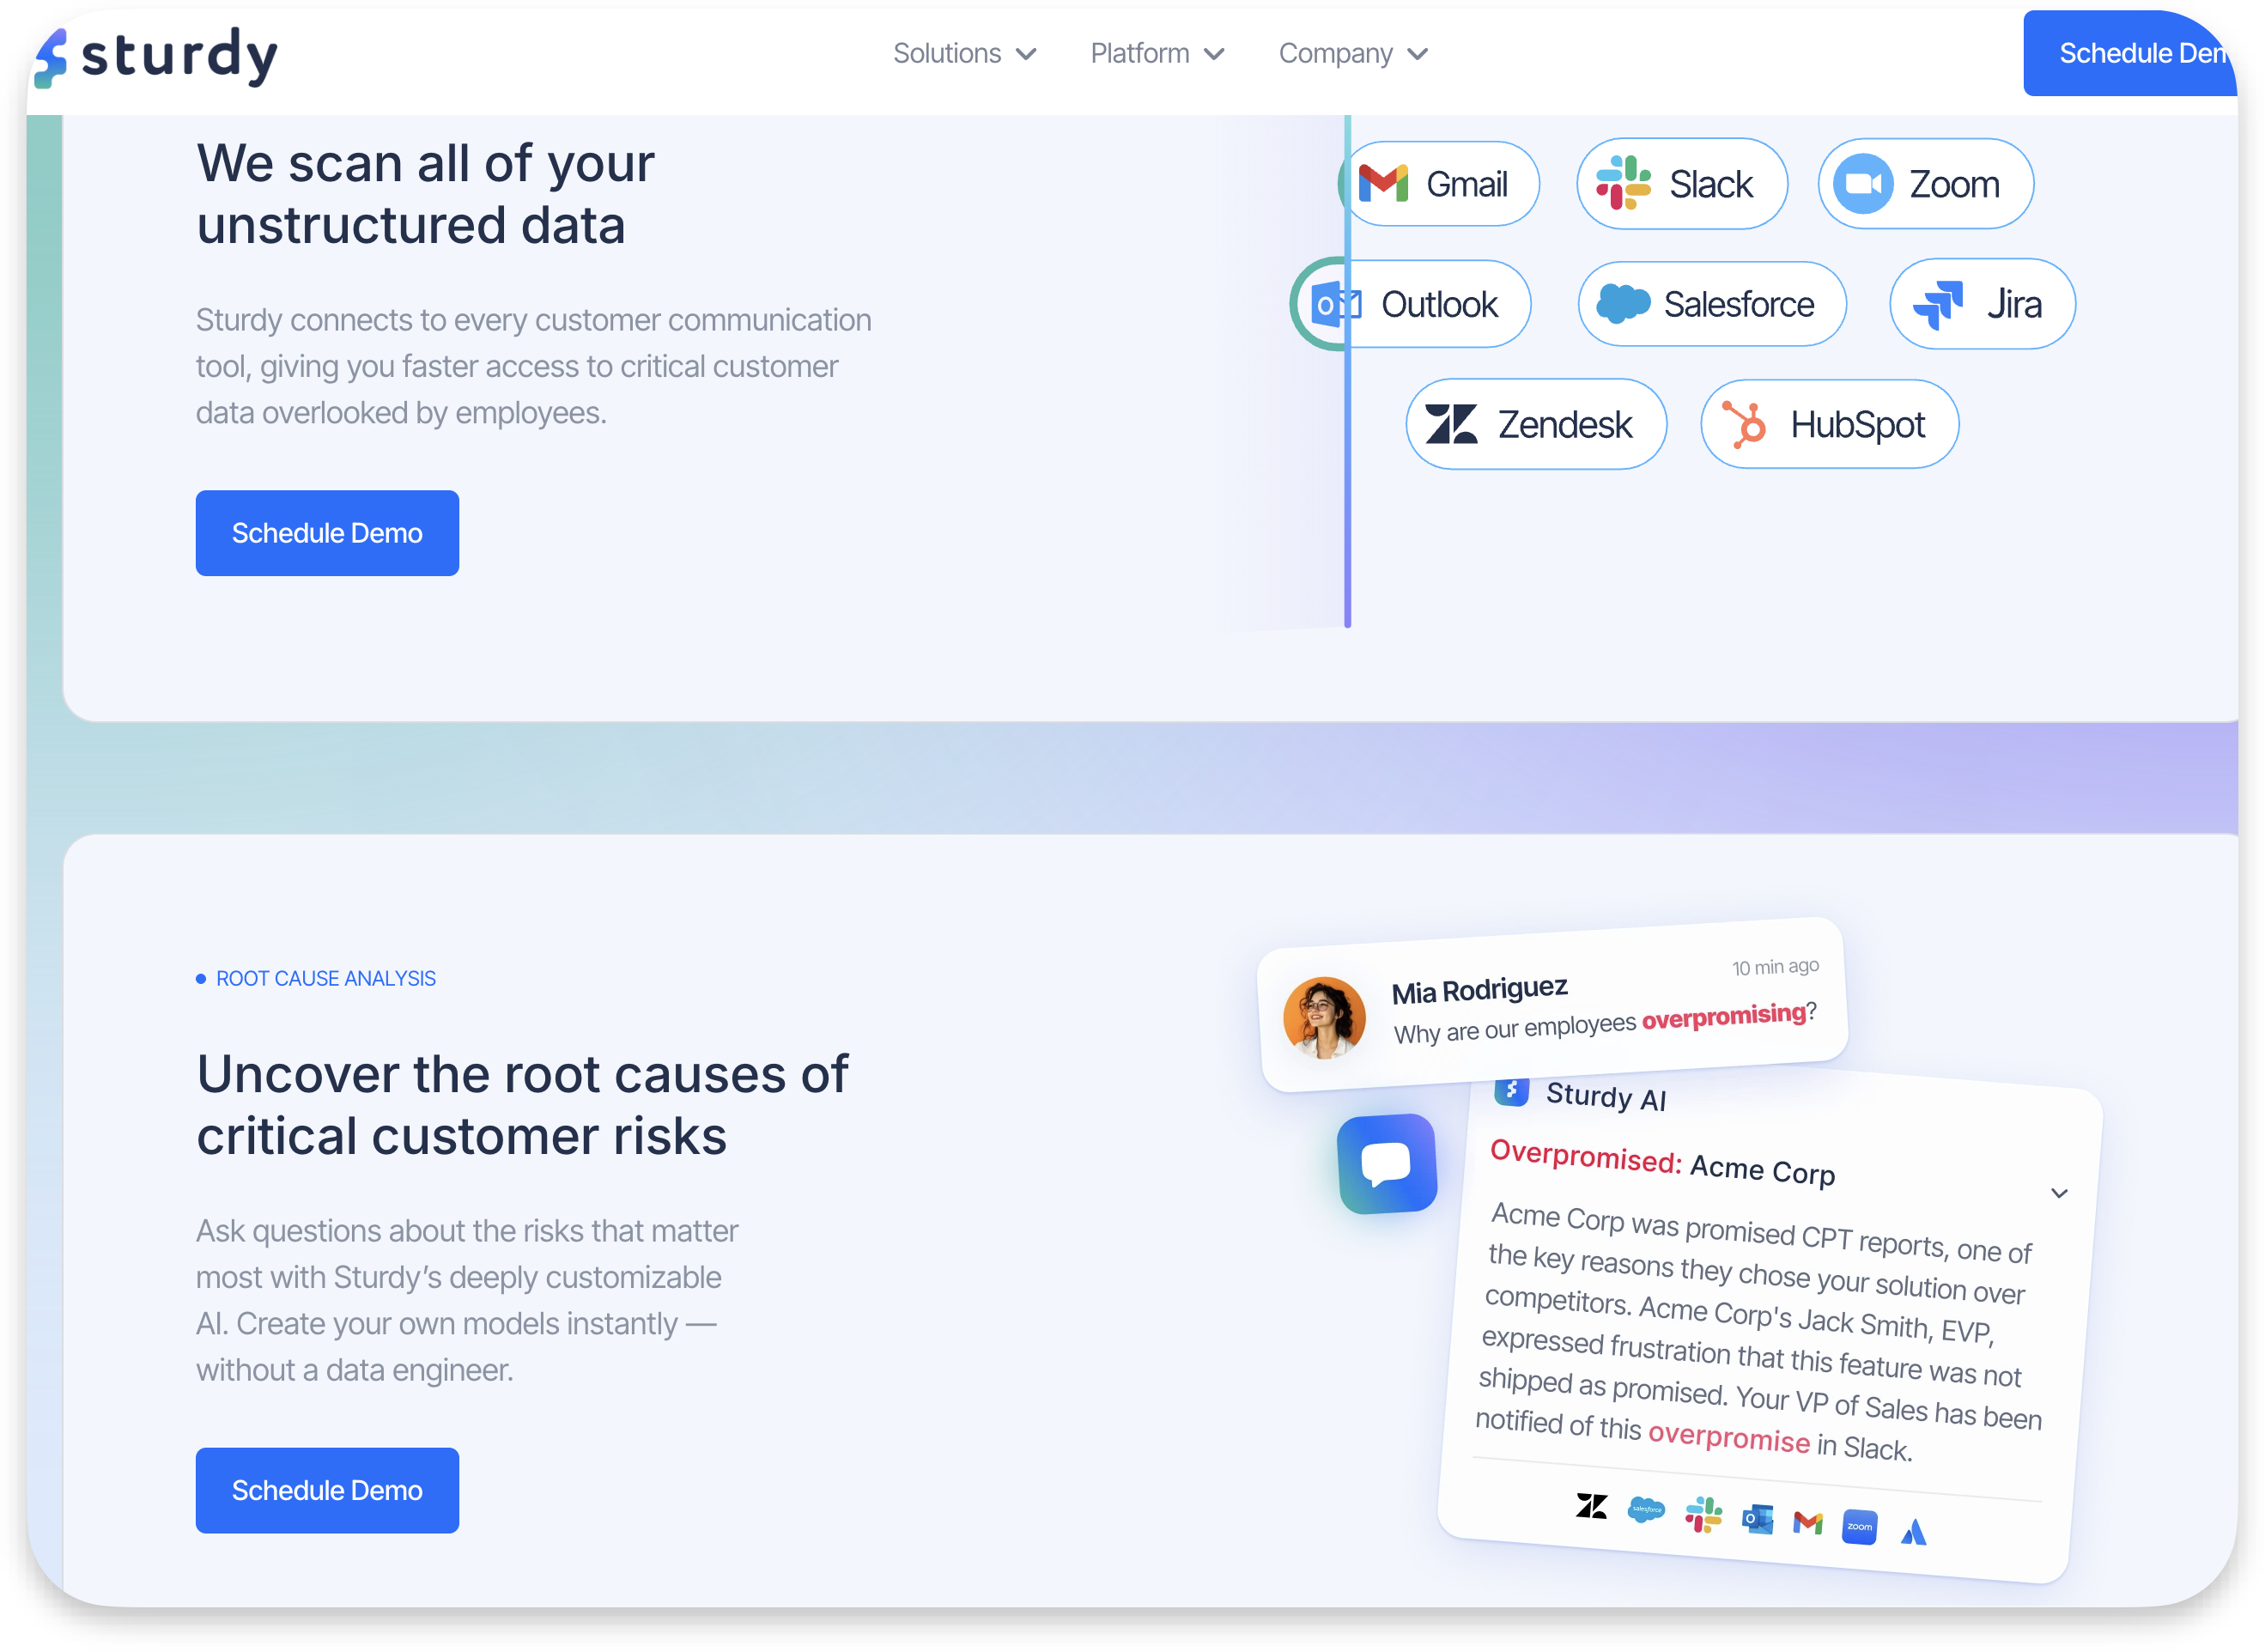 sturdy
Solutions
Platform
Company
Schedule Dem
We scan all of your
unstructured data
Sturdy connects to every customer communication
tool, giving you faster access to critical customer
data overlooked by employees.
Schedule Demo
Gmail
Slack
Zoom
Outlook
Salesforce
Jira
Zendesk
HubSpot
ROOT CAUSE ANALYSIS
Uncover the root causes of
critical customer risks
Ask questions about the risks that matter
most with Sturdy’s deeply customizable
AI. Create your own models instantly —
without a data engineer.
Schedule Demo
Mia Rodriguez
10 min ago
Why are our employees overpromising?
Sturdy AI
Overpromised: Acme Corp
Acme Corp was promised CPT reports, one of
the key reasons they chose your solution over
competitors. Acme Corp's Jack Smith, EVP,
expressed frustration that this feature was not
shipped as promised. Your VP of Sales has been
notified of this overpromise in Slack.
salesforce
zoom